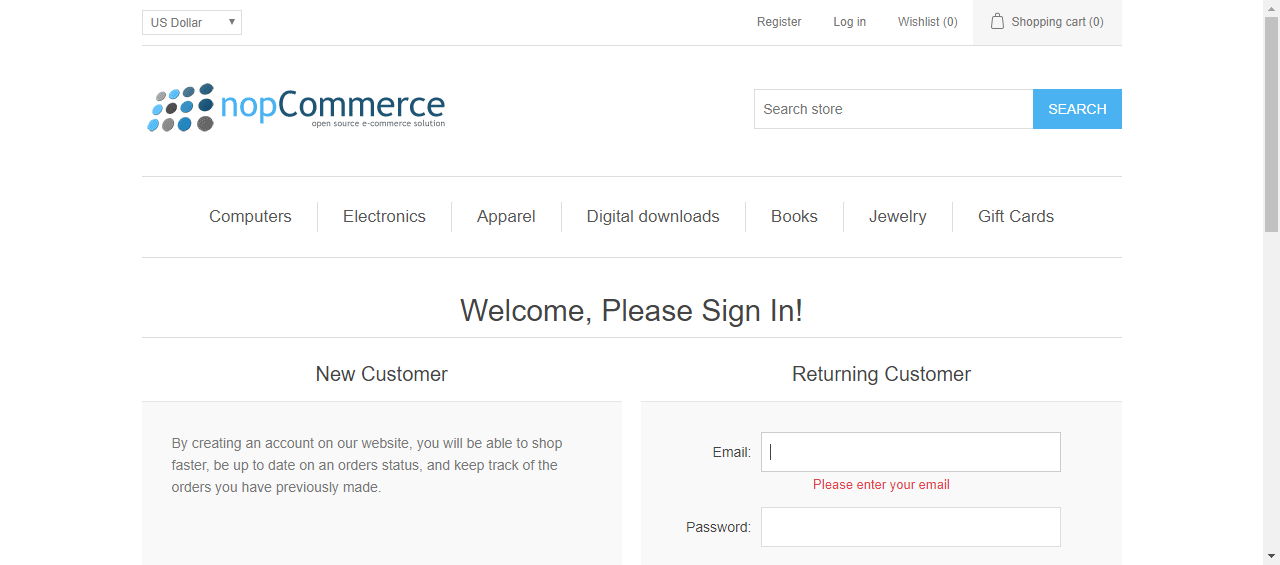 US Dollar
Register
Log in
Wishlist (0)
Shopping cart (0)
nopCommerce
open source e-commerce solution
Search store
SEARCH
Computers
Electronics
Apparel
Digital downloads
Books
Jewelry
Gift Cards
Welcome, Please Sign In!
New Customer
By creating an account on our website, you will be able to shop
faster, be up to date on an orders status, and keep track of the
orders you have previously made.
Returning Customer
Email:
Please enter your email
Password: